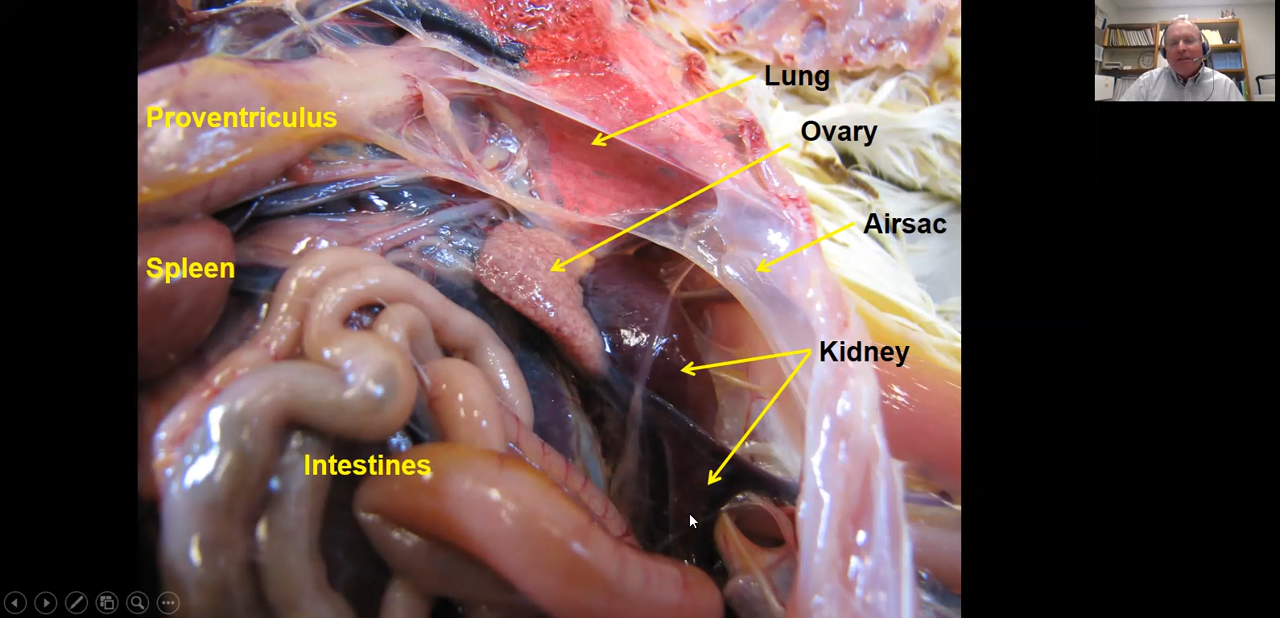 Lung
Proventriculus
Ovary
Airsac
Spleen
Kidney
Intestines